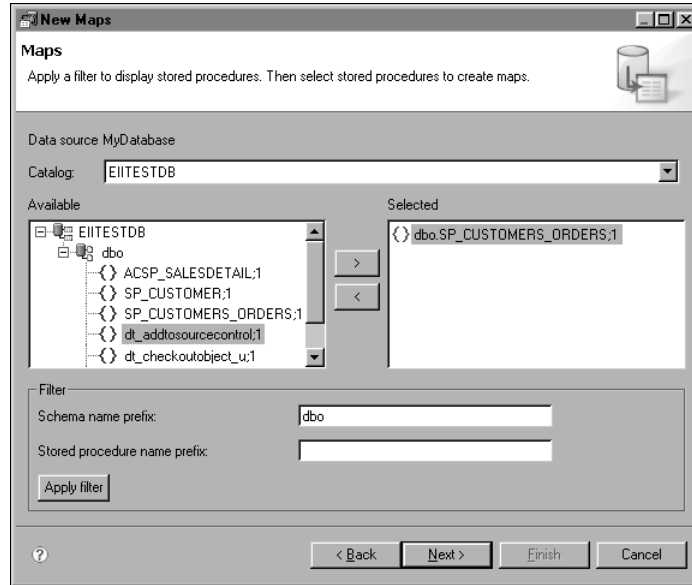 New Maps
Maps
Apply a filter to display stored procedures. Then select stored procedures to create maps.
Data source MyDatabase
Catalog: EIITESTDB
Available
Selected
EIITESTDB
dbo
{} ACSP_SALESDETAIL;1
{} SP_CUSTOMER;1
{} SP_CUSTOMERS_ORDERS;1
{} dt_addtosourcecontrol;1
{} dt_checkoutobject_u;1
>
<
{} dbo.SP_CUSTOMERS_ORDERS;1
Filter
Schema name prefix: dbo
Stored procedure name prefix:
Apply filter
? < Back Next > Finish Cancel